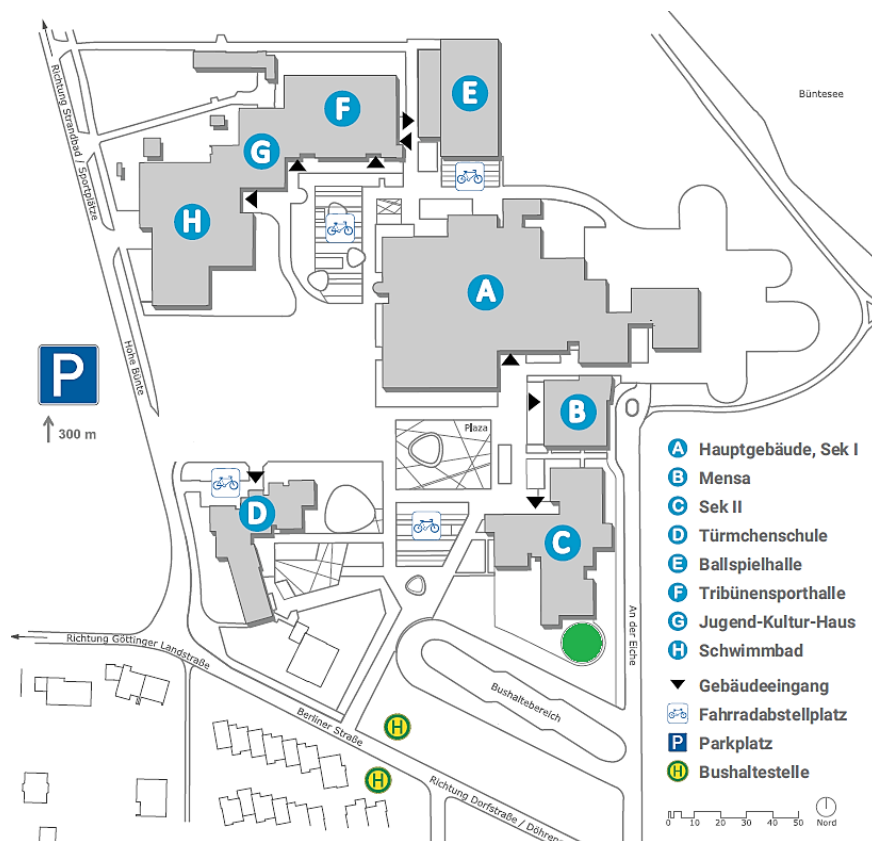 Richtung Strandbad / Sportplätze
Büntesee
E
F
G
H
A
P
300 m
Hohe Bünte
B
Plaza
D
C
An der Eiche
Richtung Göttinger Landstraße
Bushaltebereich
Berliner Straße
H
H
Richtung Dorfstraße / Döhren
A Hauptgebäude, Sek I
B Mensa
C Sek II
D Türmchenschule
E Ballspielhalle
F Tribünensporthalle
G Jugend-Kultur-Haus
H Schwimmbad
Gebäudeeingang
Fahrradabstellplatz
P Parkplatz
H Bushaltestelle
0 5 10 20 30 40 50
Nord